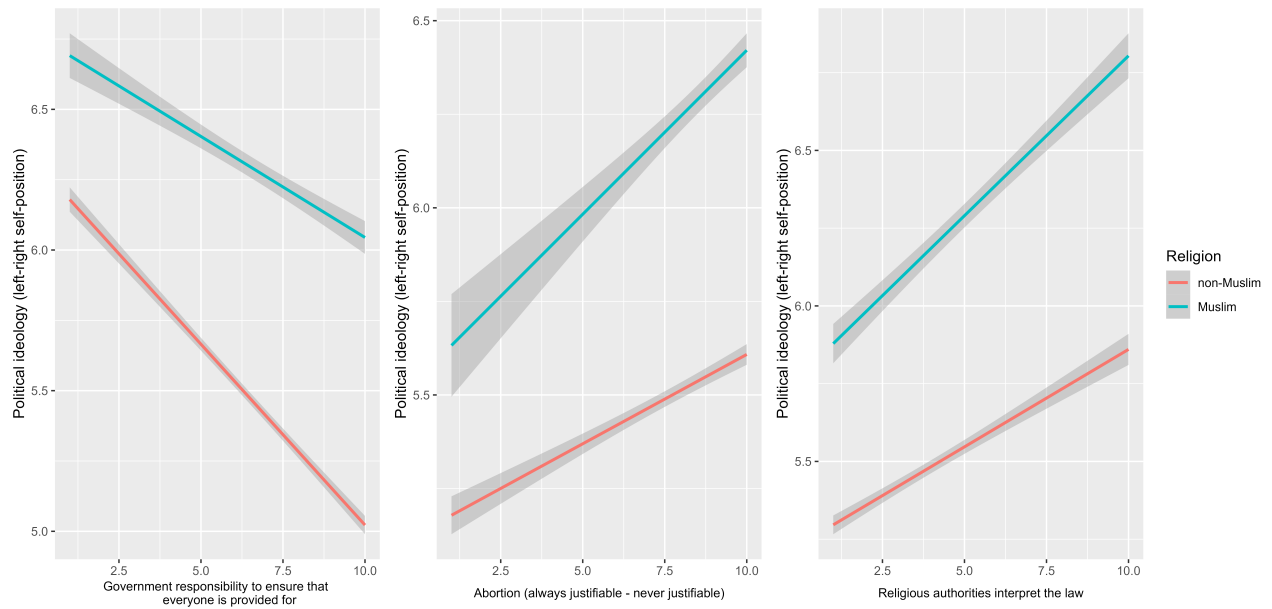 Political ideology (left-right self-position)
6.5
6.0
5.5
5.0
2.5 5.0 7.5 10.0
Government responsibility to ensure that
everyone is provided for
Political ideology (left-right self-position)
6.5
6.0
5.5
2.5 5.0 7.5 10.0
Abortion (always justifiable - never justifiable)
Political ideology (left-right self-position)
6.5
6.0
5.5
2.5 5.0 7.5 10.0
Religious authorities interpret the law
Religion
non-Muslim
Muslim